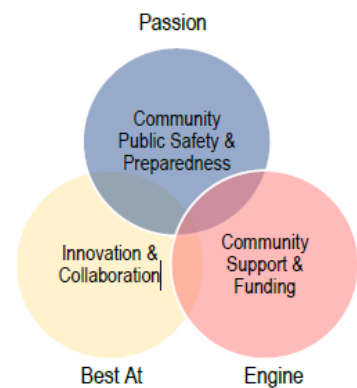 Passion
Community
Public Safety &
Preparedness
Innovation &
Collaboration
Community
Support &
Funding
Best At
Engine